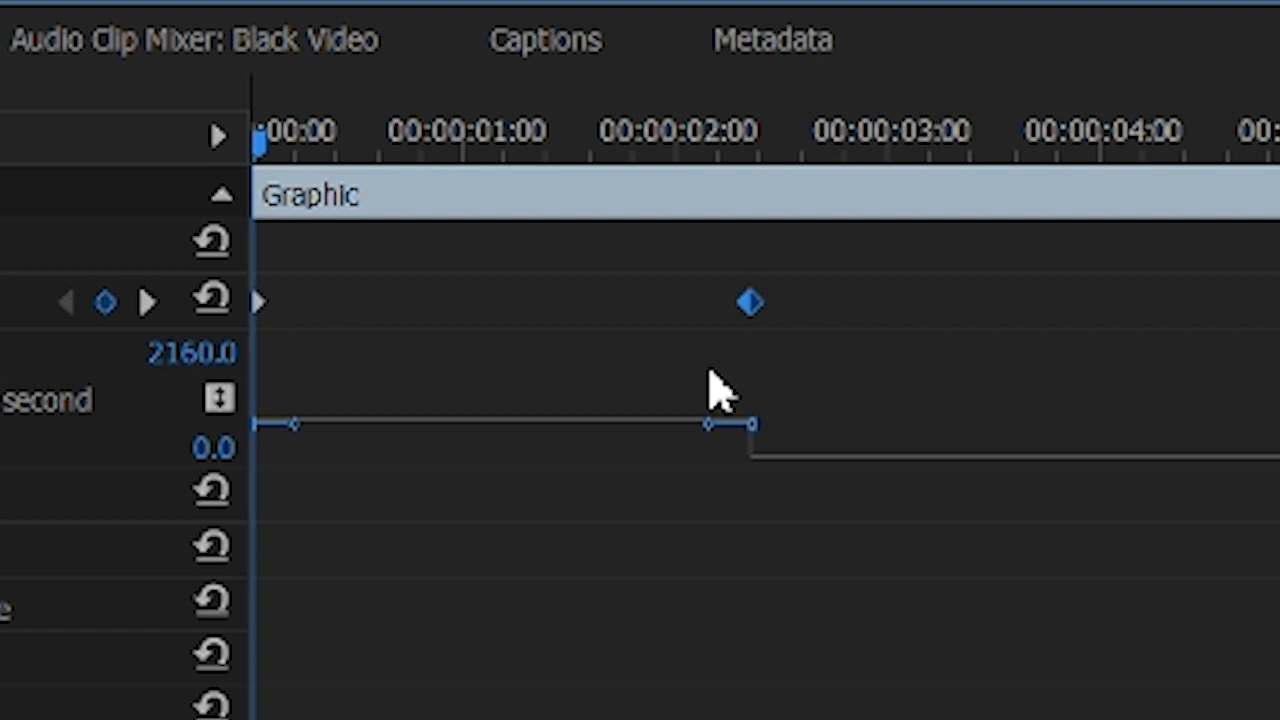 Audio Clip Mixer: Black Video Captions Metadata
:00:00 00:00:01:00 00:00:02:00 00:00:03:00 00:00:04:00 00:
Graphic
2160.0
second
0.0
e